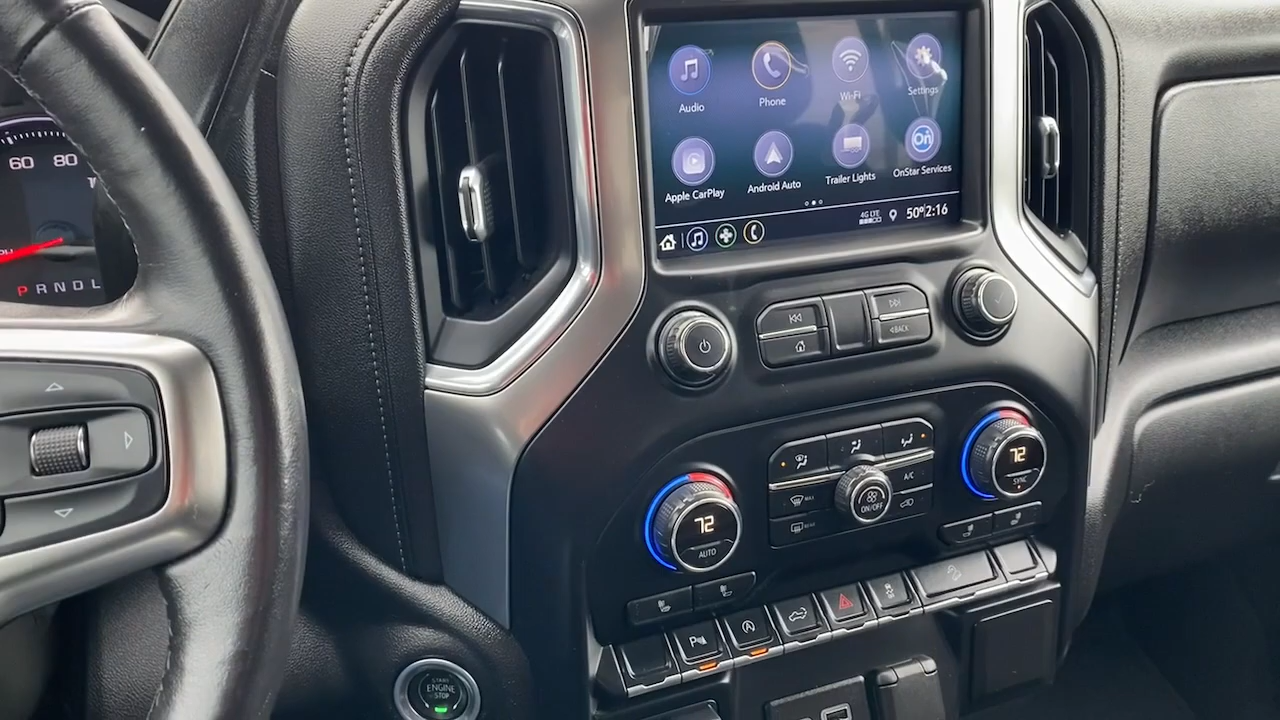 60 80
P R N D L
Audio
Phone
Wi-Fi
Settings
Apple CarPlay
Android Auto
Trailer Lights
On
OnStar Services
4G LTE
50° 2:16
BACK
A/C
MAX
REAR
ON/OFF
72
AUTO
72
SYNC
START
ENGINE
STOP